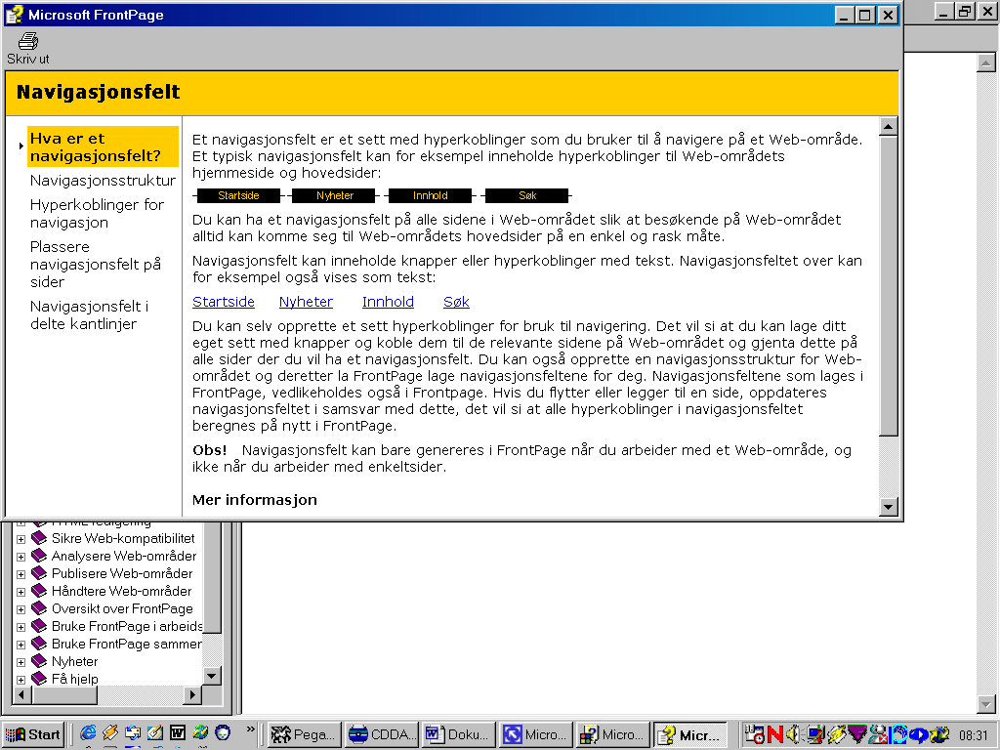 Microsoft FrontPage
Skriv ut
Navigasjonsfelt
Hva er et
navigasjonsfelt?
Navigasjonsstruktur
Hyperkoblinger for
navigasjon
Plassere
navigasjonsfelt på
sider
Navigasjonsfelt i
delte kantlinjer
Et navigasjonsfelt er et sett med hyperkoblinger som du bruker til å navigere på et Web-område.
Et typisk navigasjonsfelt kan for eksempel inneholde hyperkoblinger til Web-områdets
hjemmeside og hovedsider:
Startside Nyheter Innhold Søk
Du kan ha et navigasjonsfelt på alle sidene i Web-området slik at besøkende på Web-området
alltid kan komme seg til Web-områdets hovedsider på en enkel og rask måte.
Navigasjonsfelt kan inneholde knapper eller hyperkoblinger med tekst. Navigasjonsfeltet over kan
for eksempel også vises som tekst:
Startside Nyheter Innhold Søk
Du kan selv opprette et sett hyperkoblinger for bruk til navigering. Det vil si at du kan lage ditt
eget sett med knapper og koble dem til de relevante sidene på Web-området og gjenta dette på
alle sider der du vil ha et navigasjonsfelt. Du kan også opprette en navigasjonsstruktur for Web-
området og deretter la FrontPage lage navigasjonsfeltene for deg. Navigasjonsfeltene som lages i
FrontPage, vedlikeholdes også i Frontpage. Hvis du flytter eller legger til en side, oppdateres
navigasjonsfeltet i samsvar med dette, det vil si at alle hyperkoblinger i navigasjonsfeltet
beregnes på nytt i FrontPage.
Obs! Navigasjonsfelt kan bare genereres i FrontPage når du arbeider med et Web-område, og
ikke når du arbeider med enkeltsider.
Mer informasjon
HTML-redigering
Sikre Web-kompatibilitet
Analysere Web-områder
Publisere Web-områder
Håndtere Web-områder
Oversikt over FrontPage
Bruke FrontPage i arbeids
Bruke FrontPage sammer
Nyheter
Få hjelp
Start » Pega... CDDA... Doku... Micro... Micro... Micr... 08:31